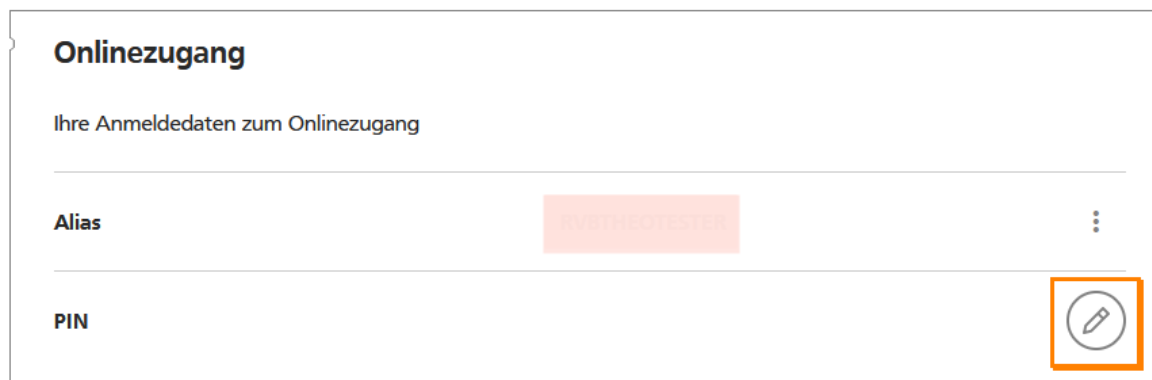 Onlinezugang
Ihre Anmeldedaten zum Onlinezugang
Alias RVBTHEOTESTER
PIN